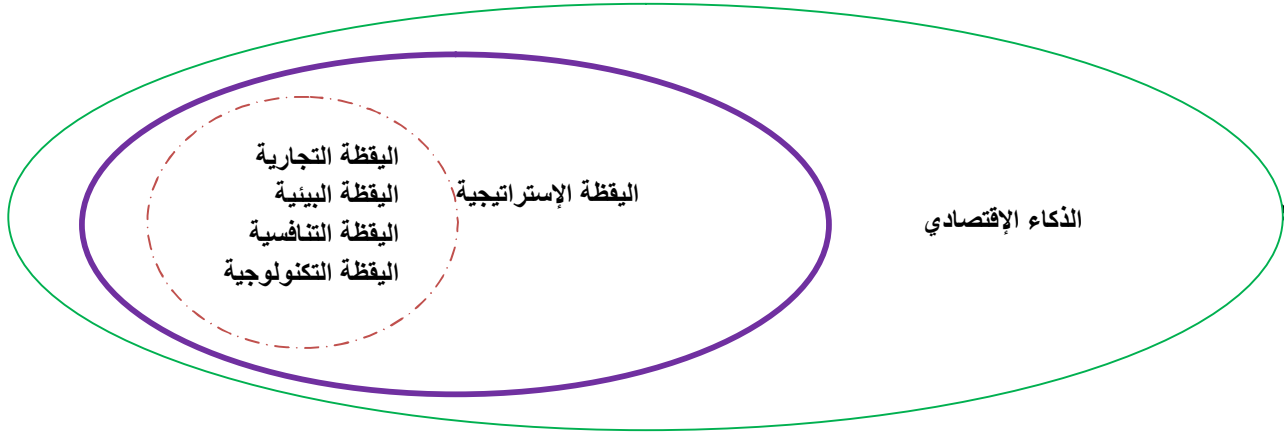 اليقظة التجارية
اليقظة البيئية
اليقظة التنافسية
اليقظة التكنولوجية
اليقظة الإستراتيجية
الذكاء الإقتصادي